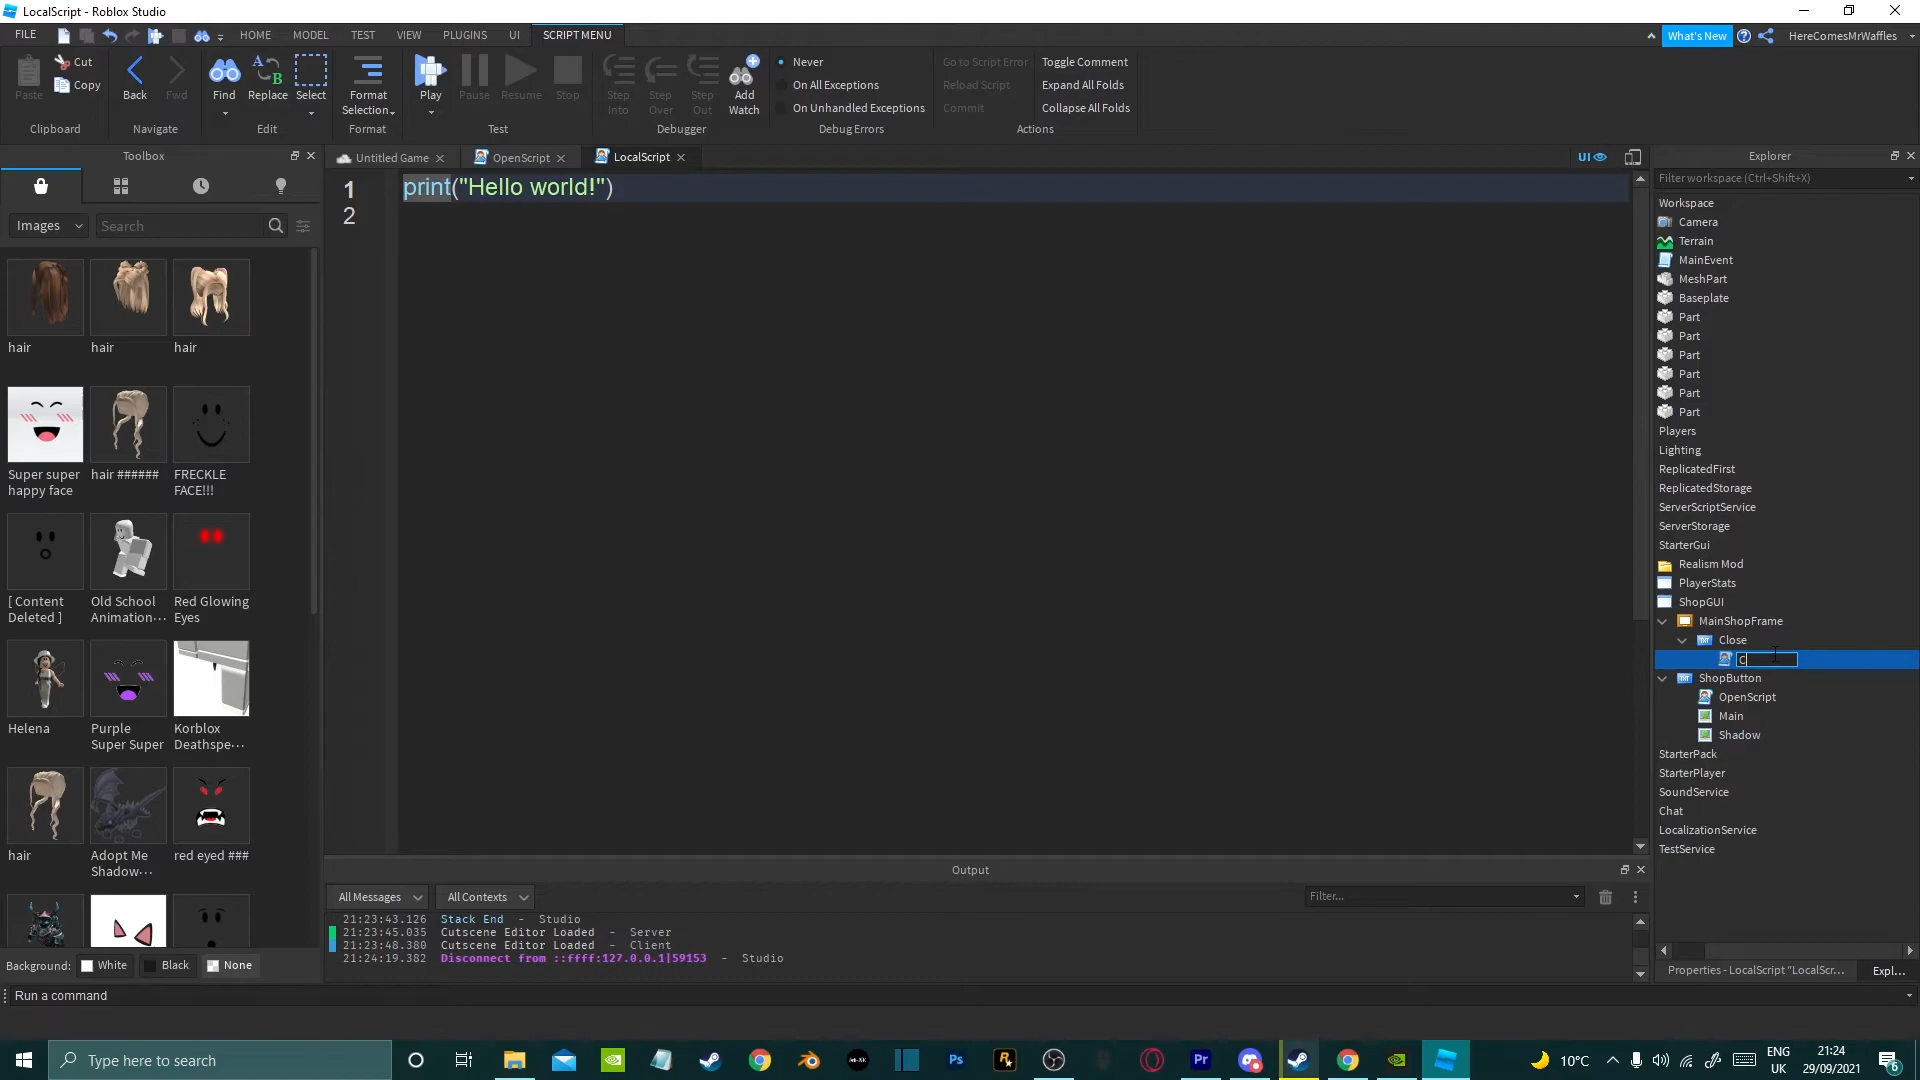 LocalScript - Roblox Studio
FILE HOME MODEL TEST VIEW PLUGINS UI SCRIPT MENU What's New HereComesMrWaffles
Paste Cut Copy Back Fwd Find Replace Select Format Selection Play Pause Resume Stop Step Into Step Over Step Out Add Watch
Never Go to Script Error Toggle Comment
On All Exceptions Reload Script Expand All Folds
On Unhandled Exceptions Commit Collapse All Folds
Clipboard Navigate Edit Format Test Debugger Debug Errors Actions
Toolbox
Images Search
hair hair hair
Super super happy face
hair ######
FRECKLE FACE!!!
[ Content Deleted ]
Old School Animation...
Red Glowing Eyes
Helena
Purple Super Super
Korblox Deathspe...
hair
Adopt Me Shadow...
red eyed ###
Background: White Black None
Untitled Game OpenScript LocalScript UI
1 print("Hello world!")
2
Output
All Messages All Contexts Filter...
21:23:43.126 Stack End - Studio
21:23:45.035 Cutscene Editor Loaded - Server
21:23:48.380 Cutscene Editor Loaded - Client
21:24:19.382 Disconnect from ::ffff:127.0.0.1|59153 - Studio
Explorer
Filter workspace (Ctrl+Shift+X)
Workspace
Camera
Terrain
MainEvent
MeshPart
Baseplate
Part
Part
Part
Part
Part
Part
Players
Lighting
ReplicatedFirst
ReplicatedStorage
ServerScriptService
ServerStorage
StarterGui
Realism Mod
PlayerStats
ShopGUI
MainShopFrame
TXT Close
C
TXT ShopButton
OpenScript
Main
Shadow
StarterPack
StarterPlayer
SoundService
Chat
LocalizationService
TestService
Properties - LocalScript "LocalScr... Expl...
Run a command
Type here to search
Ps Pr
10°C ENG UK 21:24 29/09/2021 6